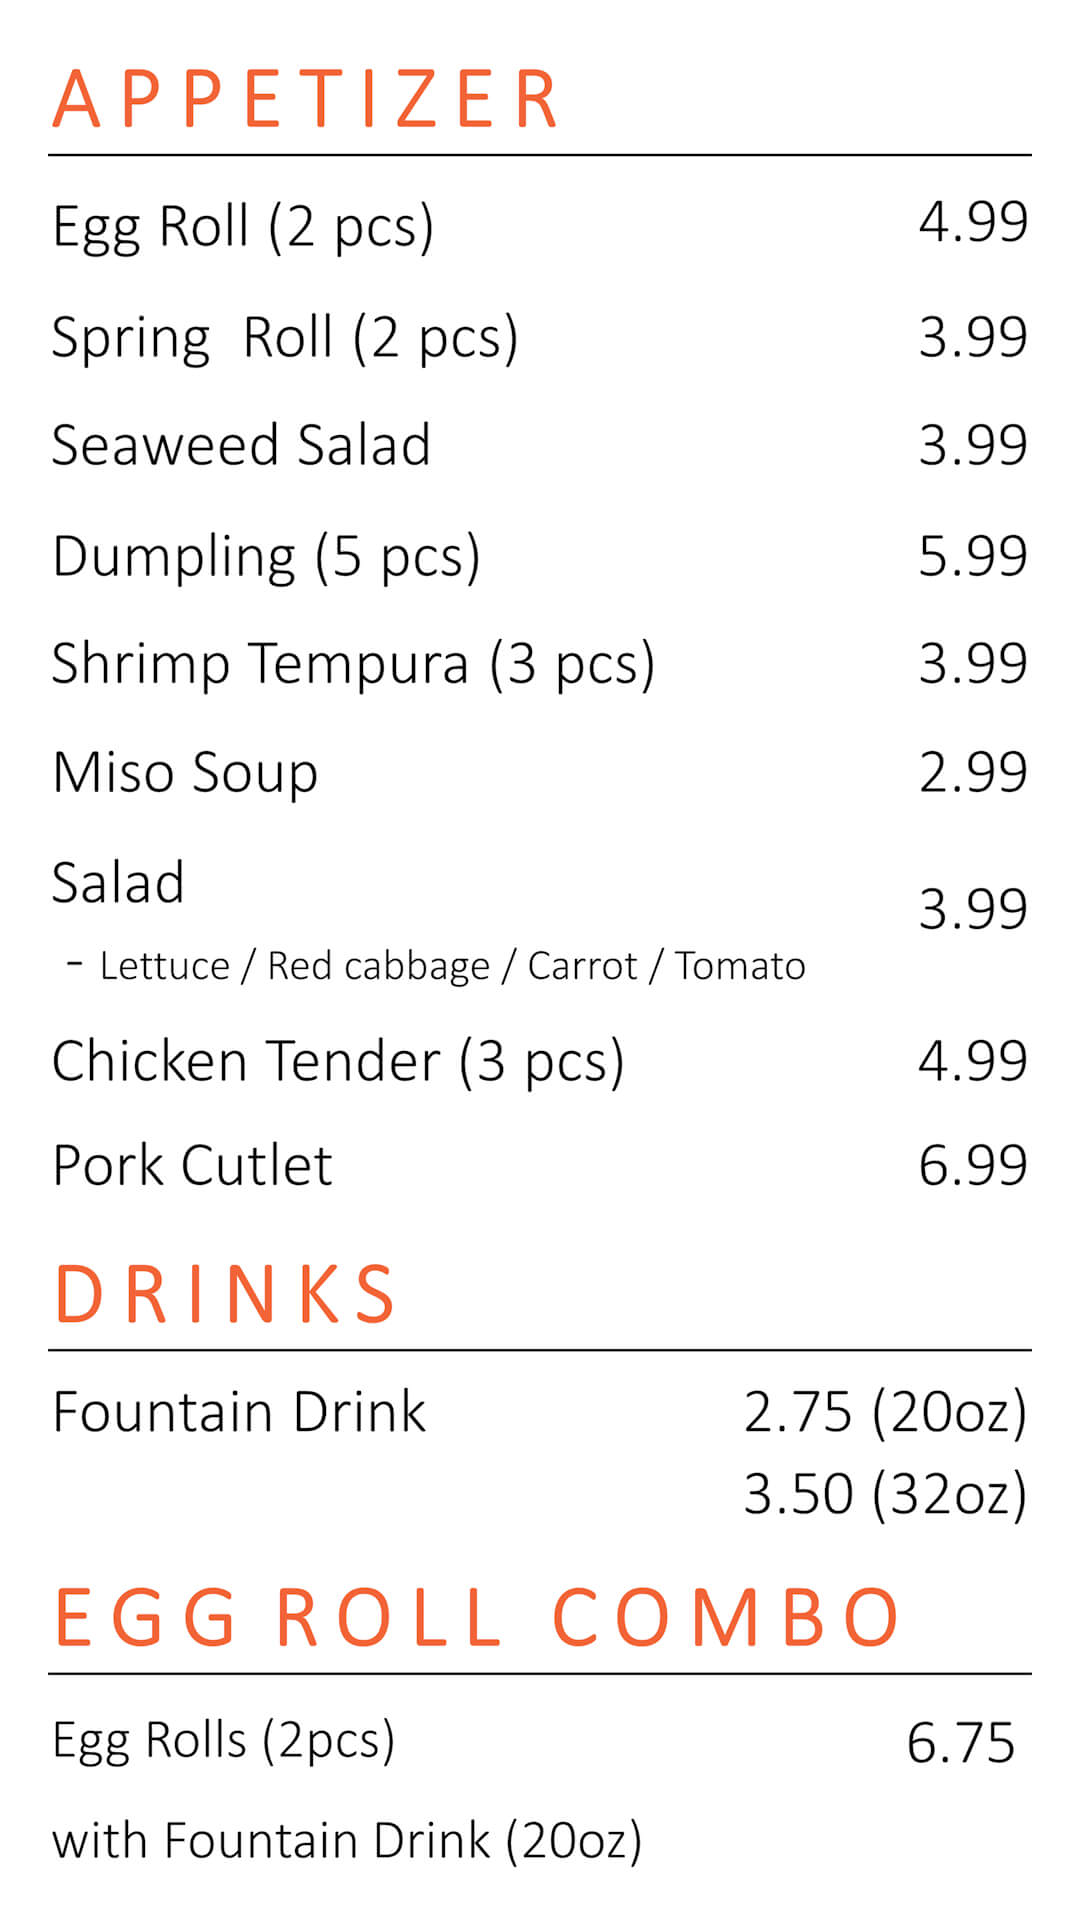 APPETIZER
Egg Roll (2 pcs) 4.99
Spring Roll (2 pcs) 3.99
Seaweed Salad 3.99
Dumpling (5 pcs) 5.99
Shrimp Tempura (3 pcs) 3.99
Miso Soup 2.99
Salad 3.99
- Lettuce / Red cabbage / Carrot / Tomato
Chicken Tender (3 pcs) 4.99
Pork Cutlet 6.99
DRINKS
Fountain Drink 2.75 (20oz)
3.50 (32oz)
EGG ROLL COMBO
Egg Rolls (2pcs) 6.75
with Fountain Drink (20oz)